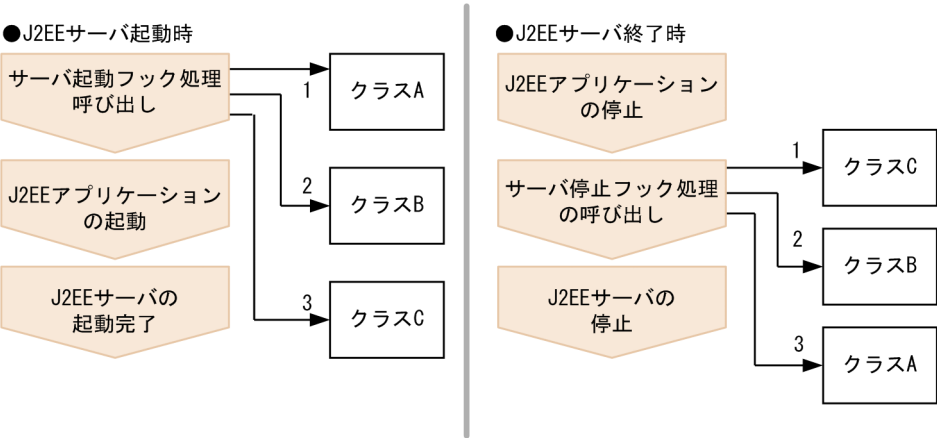 ●J2EEサーバ起動時
サーバ起動フック処理
呼び出し
1
クラスA
J2EEアプリケーション
の起動
2
クラスB
J2EEサーバの
起動完了
3
クラスC
●J2EEサーバ終了時
J2EEアプリケーション
の停止
サーバ停止フック処理
の呼び出し
1
クラスC
2
クラスB
J2EEサーバの
停止
3
クラスA